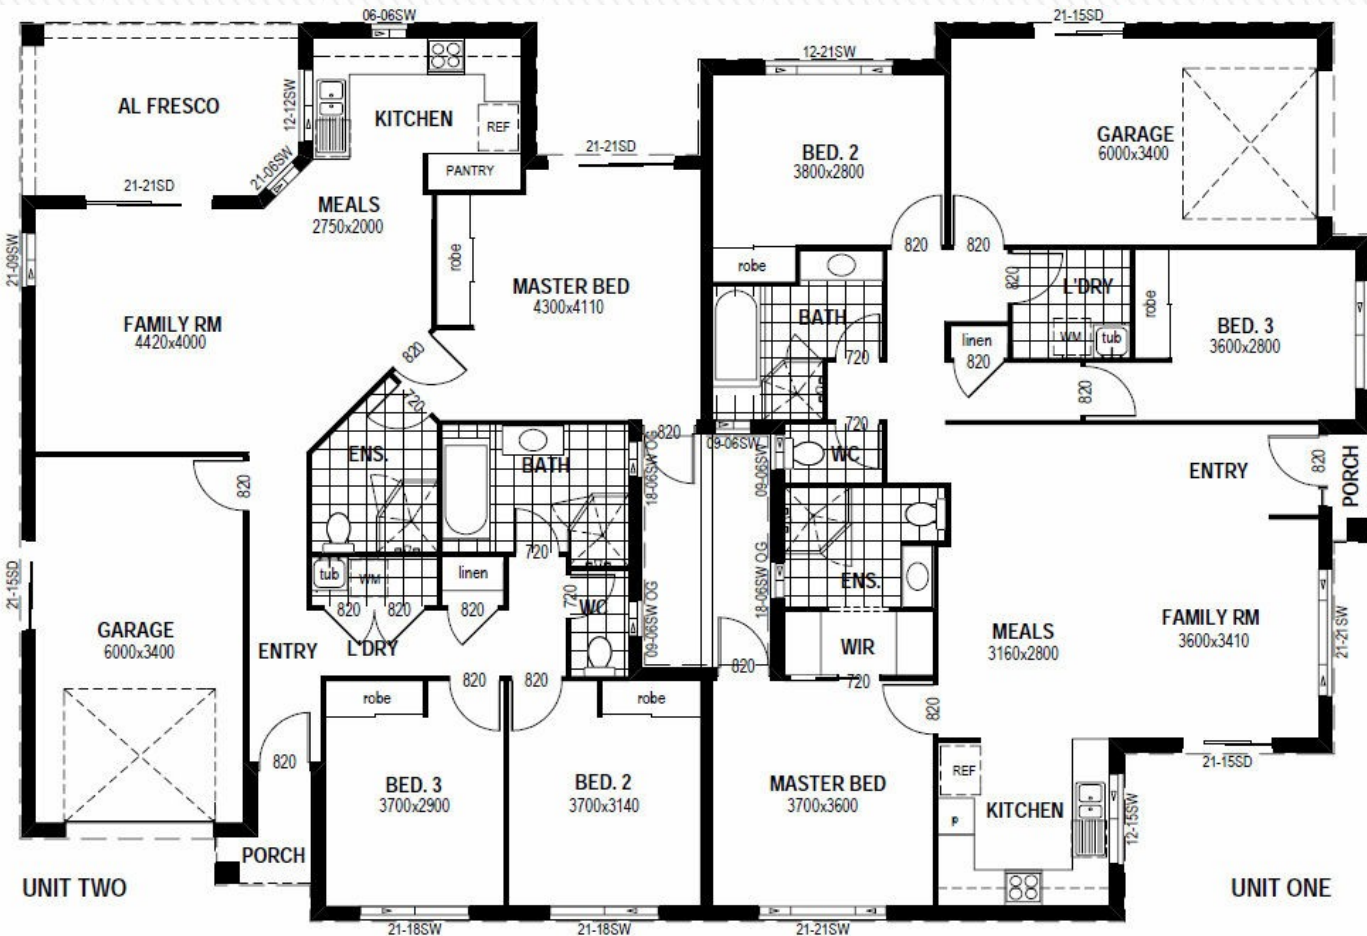 06-06SW
21-15SD
12-21SW
AL FRESCO
12-12SW
KITCHEN
REF
21-06SW
PANTRY
21-21SD
21-21SD
MEALS
2750x2000
21-09SW
robe
MASTER BED
4300x4110
FAMILY RM
4420x4000
820
720
ENS.
BATH
720
820
820
GARAGE
6000x3400
21-15SD
tub
WM
linen
820
820
820
L'DRY
ENTRY
720
WC
18-06SW OG
09-06SW OG
820
820
820
robe
robe
BED. 3
3700x2900
BED. 2
3700x3140
PORCH
UNIT TWO
21-18SW
21-18SW
BED. 2
3800x2800
GARAGE
6000x3400
820
820
robe
BATH
720
820
L'DRY
WM
tub
linen
820
robe
BED. 3
3600x2800
820
720
09-06SW
09-06SW
WC
18-06SW OG
ENS.
WIR
720
820
820
ENTRY
820
PORCH
MEALS
3160x2800
FAMILY RM
3600x3410
21-21SW
21-15SD
MASTER BED
3700x3600
REF
P
KITCHEN
12-15SW
21-21SW
UNIT ONE